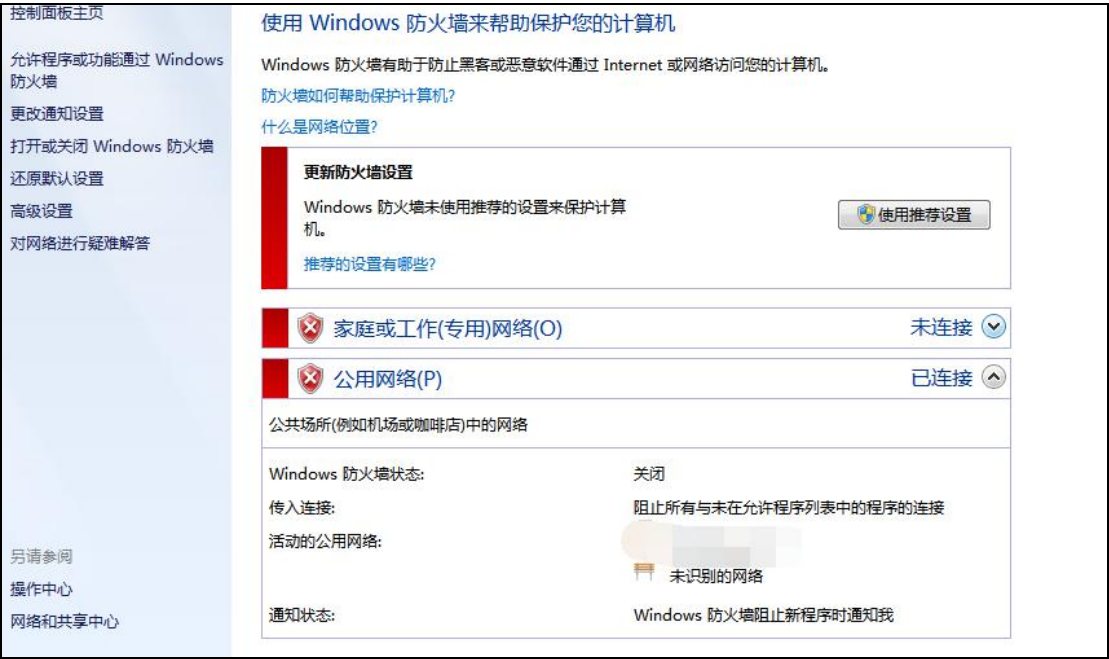 控制面板主页
允许程序或功能通过 Windows
防火墙
更改通知设置
打开或关闭 Windows 防火墙
还原默认设置
高级设置
对网络进行疑难解答
另请参阅
操作中心
网络和共享中心
使用 Windows 防火墙来帮助保护您的计算机
Windows 防火墙有助于防止黑客或恶意软件通过 Internet 或网络访问您的计算机。
防火墙如何帮助保护计算机?
什么是网络位置?
更新防火墙设置
Windows 防火墙未使用推荐的设置来保护计算
机。
使用推荐设置
推荐的设置有哪些?
家庭或工作(专用)网络(O) 未连接
公用网络(P) 已连接
公共场所(例如机场或咖啡店)中的网络
Windows 防火墙状态: 关闭
传入连接: 阻止所有与未在允许程序列表中的程序的连接
活动的公用网络:
未识别的网络
通知状态: Windows 防火墙阻止新程序时通知我